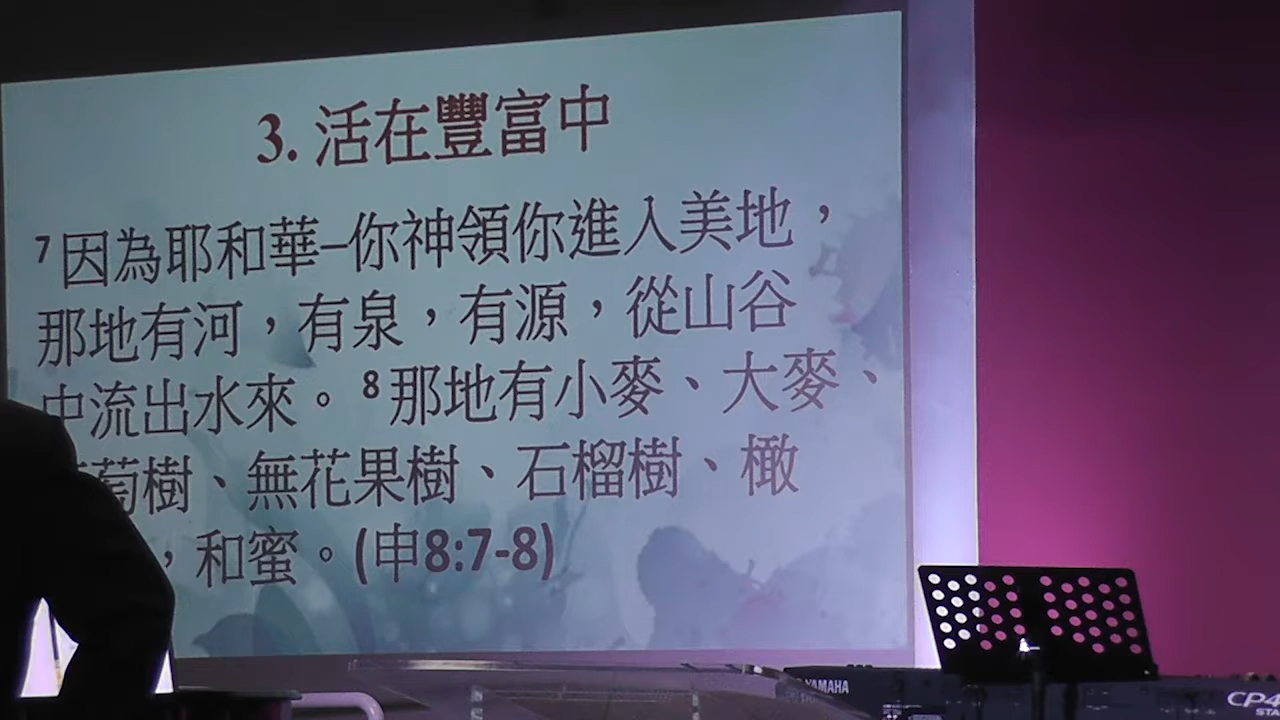 3. 活在豐富中
7 因為耶和華–你神領你進入美地，
那地有河，有泉，有源，從山谷
中流出水來。8 那地有小麥、大麥、
萄樹、無花果樹、石榴樹、橄
，和蜜。(申8:7-8)
YAMAHA
CP4
STA